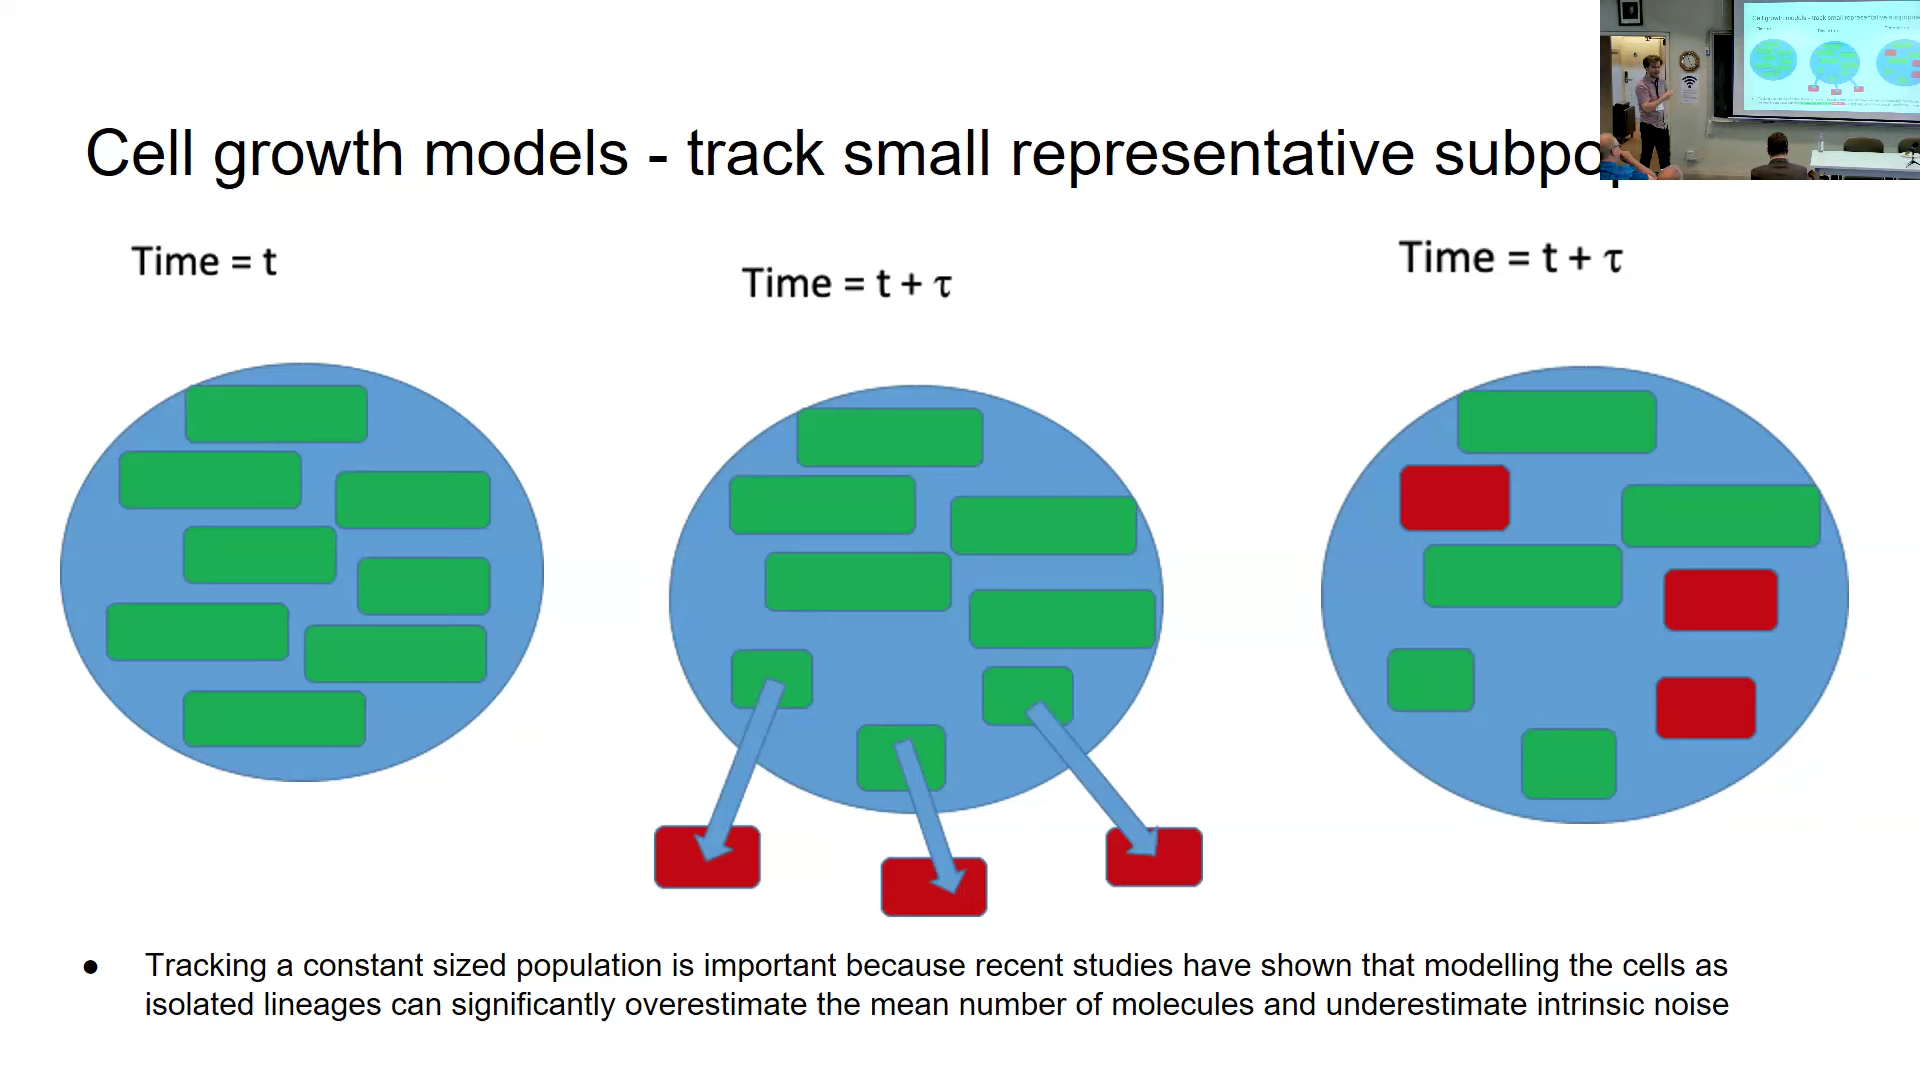 Cell growth models - track small representative
Time = t
Time = t + τ
Time = t + τ
● Tracking a constant sized population is important because recent studies have shown that modelling the cells as
isolated lineages can significantly overestimate the mean number of molecules and underestimate intrinsic noise